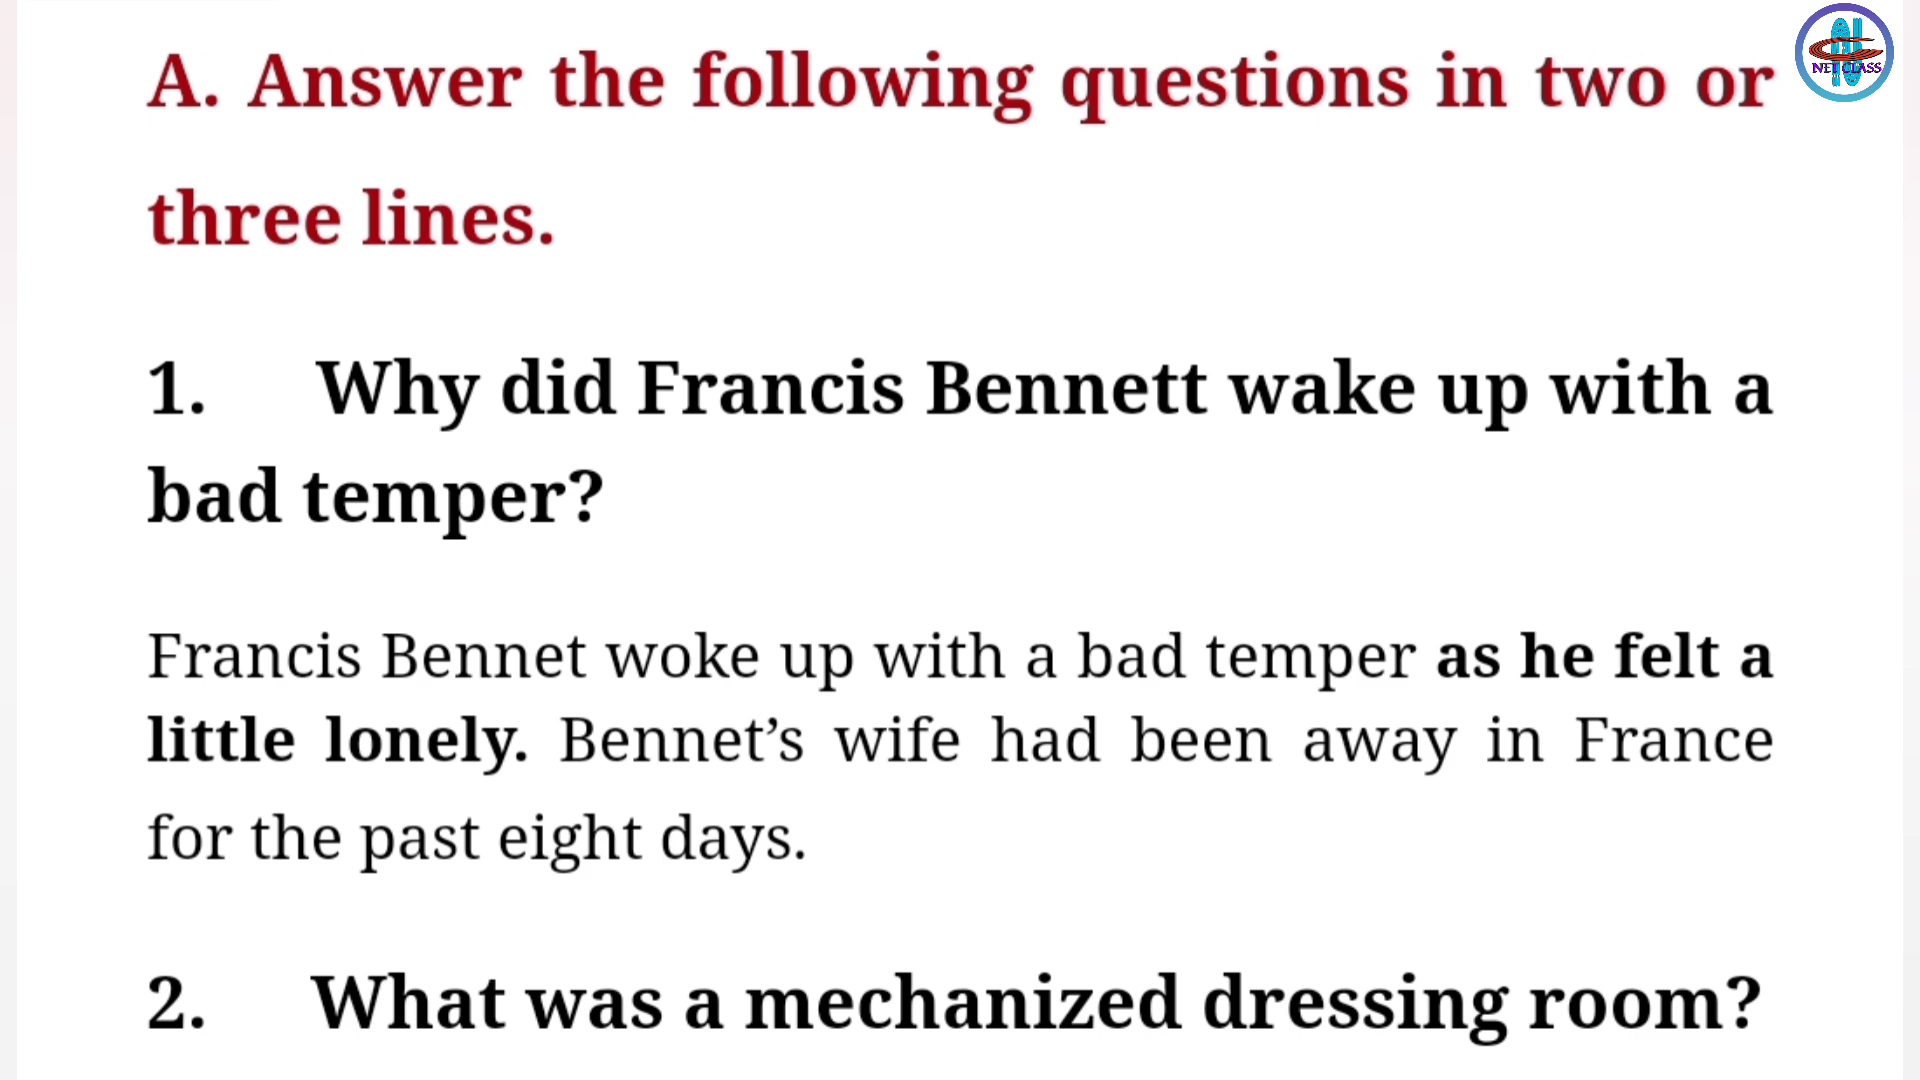 A. Answer the following questions in two or
three lines.
1. Why did Francis Bennett wake up with a
bad temper?
Francis Bennet woke up with a bad temper as he felt a
little lonely. Bennet’s wife had been away in France
for the past eight days.
2. What was a mechanized dressing room?
NET CLASS